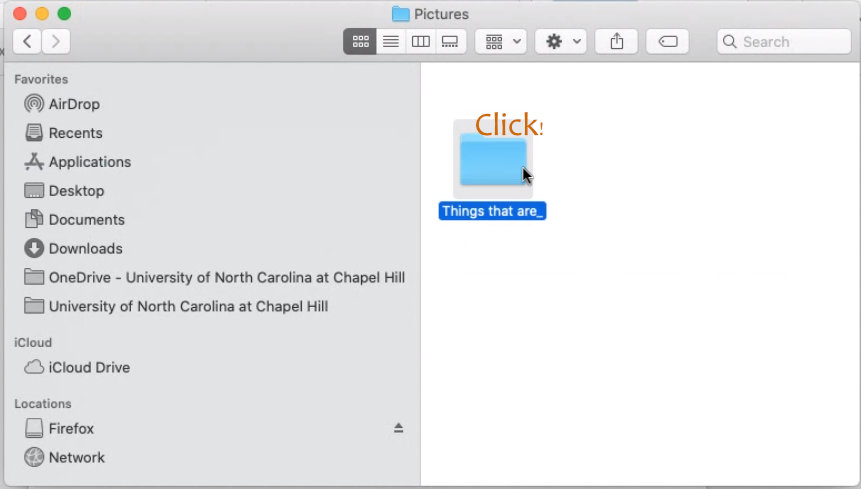 Pictures
Search
Favorites
AirDrop
Recents
Applications
Desktop
Documents
Downloads
OneDrive - University of North Carolina at Chapel Hill
University of North Carolina at Chapel Hill
iCloud
iCloud Drive
Locations
Firefox
Network
Click!
Things that are_